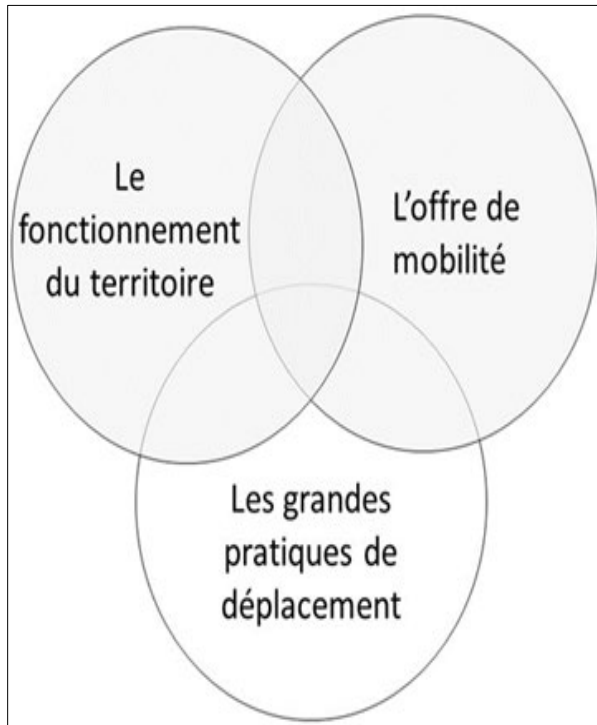 Le
fonctionnement
du territoire
L'offre de
mobilité
Les grandes
pratiques de
déplacement